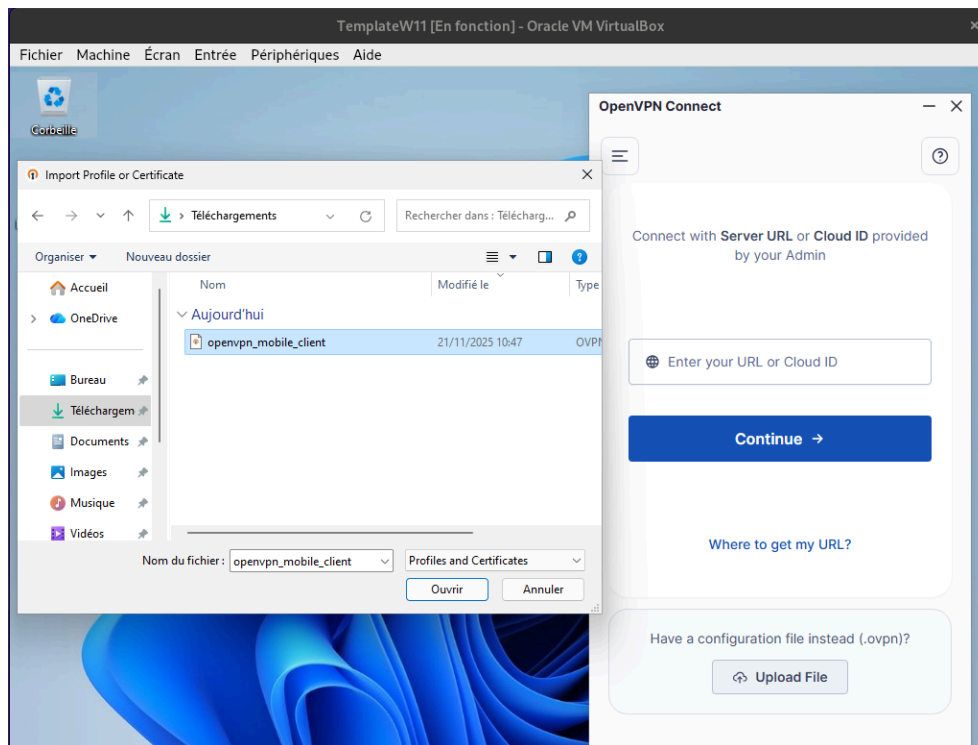 TemplateW11 [En fonction] - Oracle VM VirtualBox
Fichier Machine Écran Entrée Périphériques Aide
Corbeille
Import Profile or Certificate
Téléchargements
Rechercher dans : Télécharg...
Organiser
Nouveau dossier
Nom Modifié le Type
Accueil
OneDrive
Bureau
Téléchargem
Documents
Images
Musique
Vidéos
Aujourd'hui
openvpn_mobile_client 21/11/2025 10:47 OVPN
Nom du fichier : openvpn_mobile_client
Profiles and Certificates
Ouvrir
Annuler
OpenVPN Connect
Connect with Server URL or Cloud ID provided
by your Admin
Enter your URL or Cloud ID
Continue →
Where to get my URL?
Have a configuration file instead (.ovpn)?
Upload File